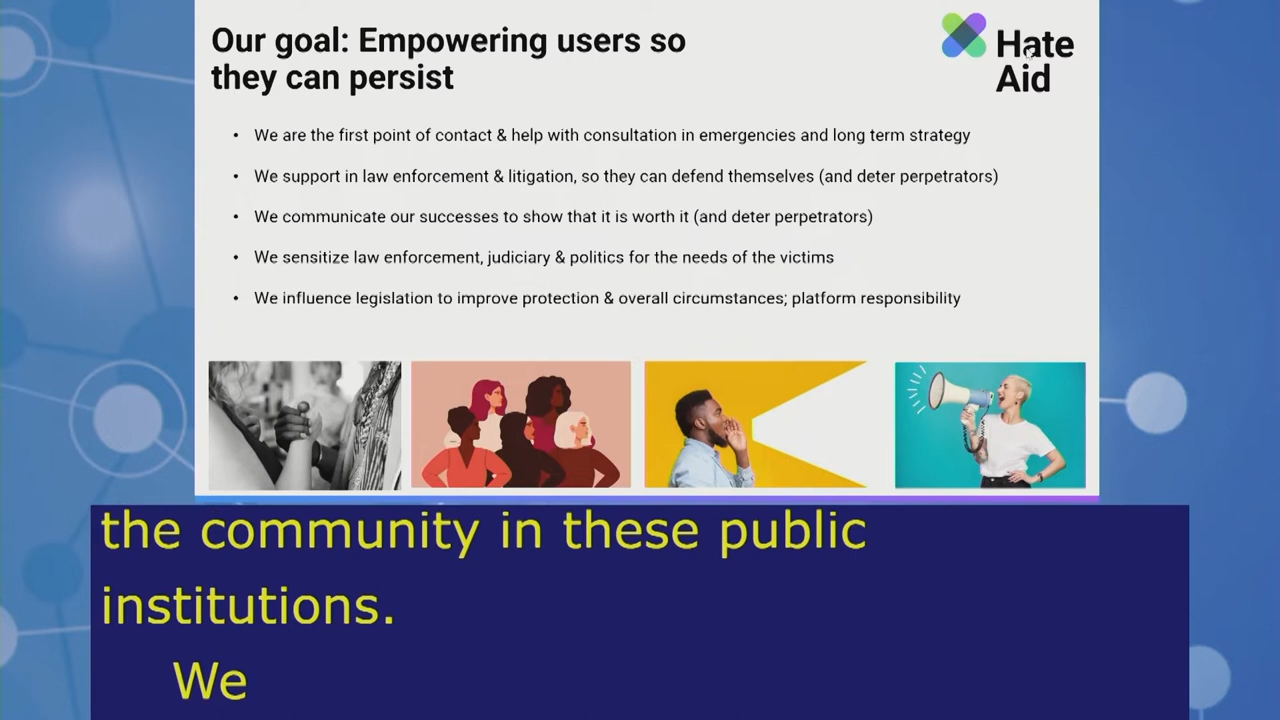 Our goal: Empowering users so
they can persist
Hate
Aid
• We are the first point of contact & help with consultation in emergencies and long term strategy
• We support in law enforcement & litigation, so they can defend themselves (and deter perpetrators)
• We communicate our successes to show that it is worth it (and deter perpetrators)
• We sensitize law enforcement, judiciary & politics for the needs of the victims
• We influence legislation to improve protection & overall circumstances; platform responsibility
the community in these public
institutions.
We